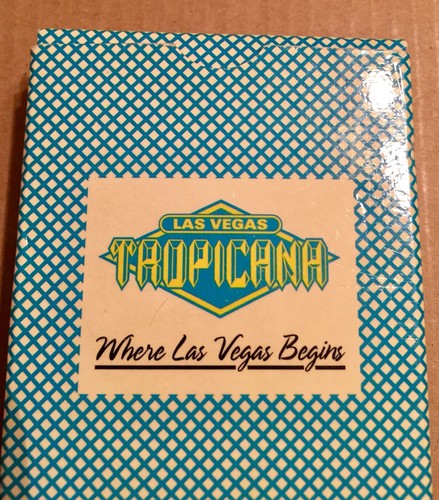 LAS VEGAS
TROPICANA
Where Las Vegas Begins